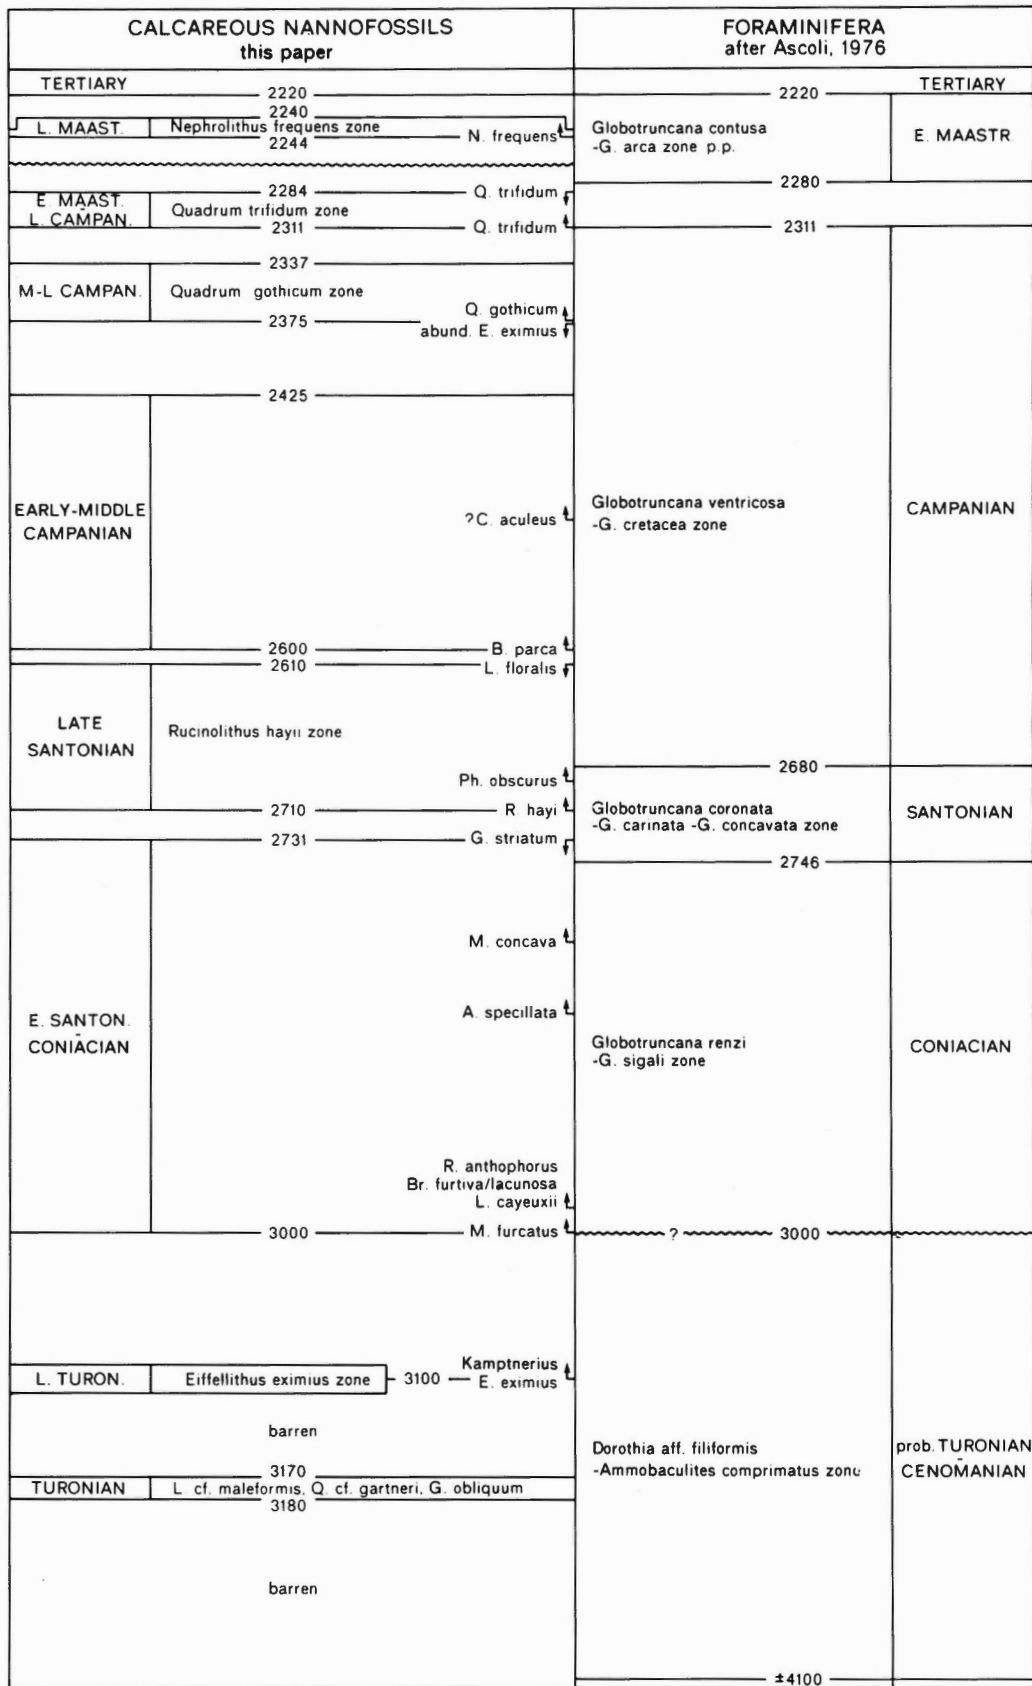 CALCAREOUS NANNOFOSSILS
this paper
FORAMINIFERA
after Ascoli, 1976
TERTIARY
2220
2220
TERTIARY
2240
L. MAAST.
Nephrolithus frequens zone
N. frequens
2244
Globotruncana contusa
-G. arca zone p.p.
E. MAASTR.
2280
2284
Q. trifidum
E. MAAST.
-
L. CAMPAN.
Quadrum trifidum zone
2311
Q. trifidum
2311
2337
M-L CAMPAN.
Quadrum gothicum zone
Q. gothicum
2375
abund. E. eximius
2425
EARLY-MIDDLE
CAMPANIAN
?C. aculeus
Globotruncana ventricosa
-G. cretacea zone
CAMPANIAN
2600
B. parca
2610
L. floralis
LATE
SANTONIAN
Rucinolithus hayii zone
2680
Ph. obscurus
2710
R. hayi
Globotruncana coronata
-G. carinata -G. concavata zone
SANTONIAN
2731
G. striatum
2746
M. concava
A. specillata
E. SANTON.
-
CONIACIAN
Globotruncana renzi
-G. sigali zone
CONIACIAN
R. anthophorus
Br. furtiva/lacunosa
L. cayeuxii
3000
M. furcatus
? 3000
L. TURON.
Eiffellithus eximius zone
3100
Kamptnerius
E. eximius
barren
Dorothia aff. filiformis
-Ammobaculites comprimatus zone
prob. TURONIAN
-
CENOMANIAN
3170
TURONIAN
L. cf. maleformis, Q. cf. gartneri, G. obliquum
3180
barren
±4100